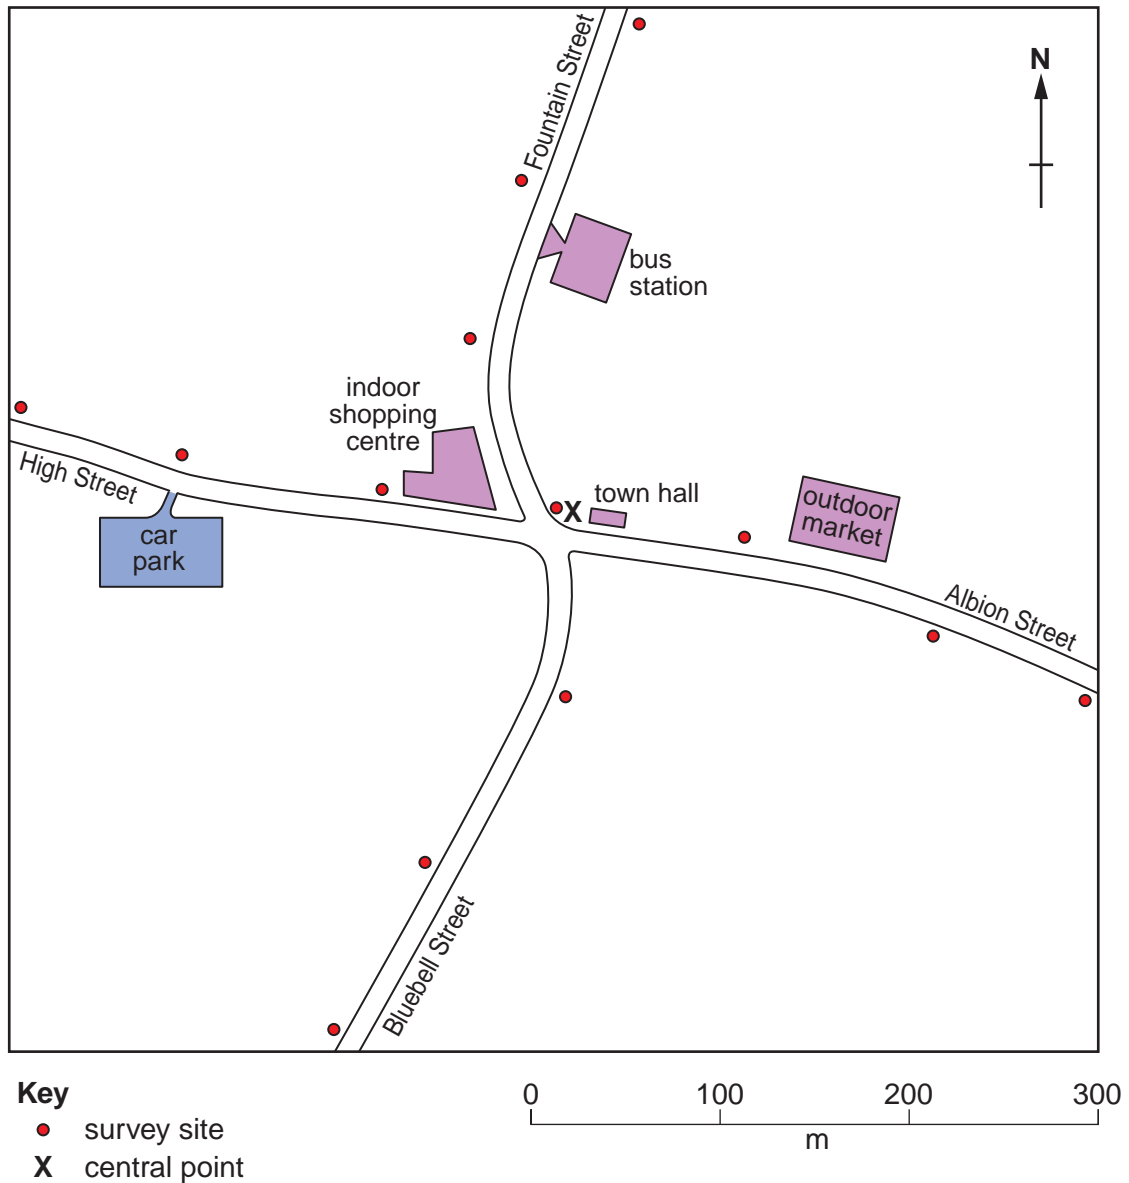 Fountain Street
N
bus
station
indoor
shopping
centre
High Street
X
town hall
outdoor
market
car
park
Albion Street
Bluebell Street
Key
survey site
X central point
0 100 200 300
m